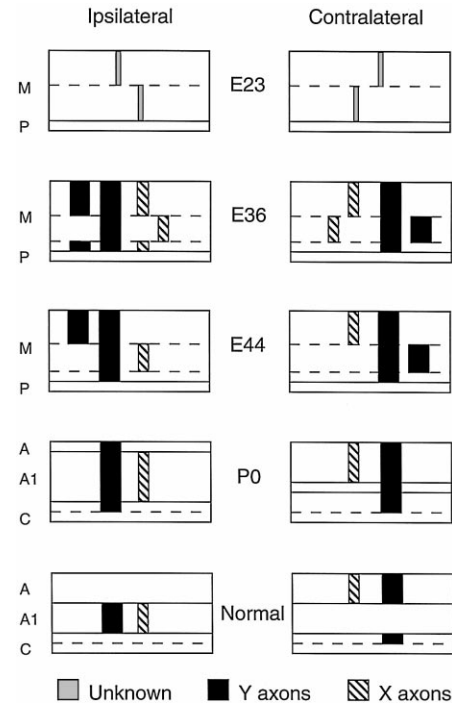 Ipsilateral Contralateral
M E23
P
M E36
P
M E44
P
A P0
A1
C
A
A1 Normal
C
Unknown Y axons X axons